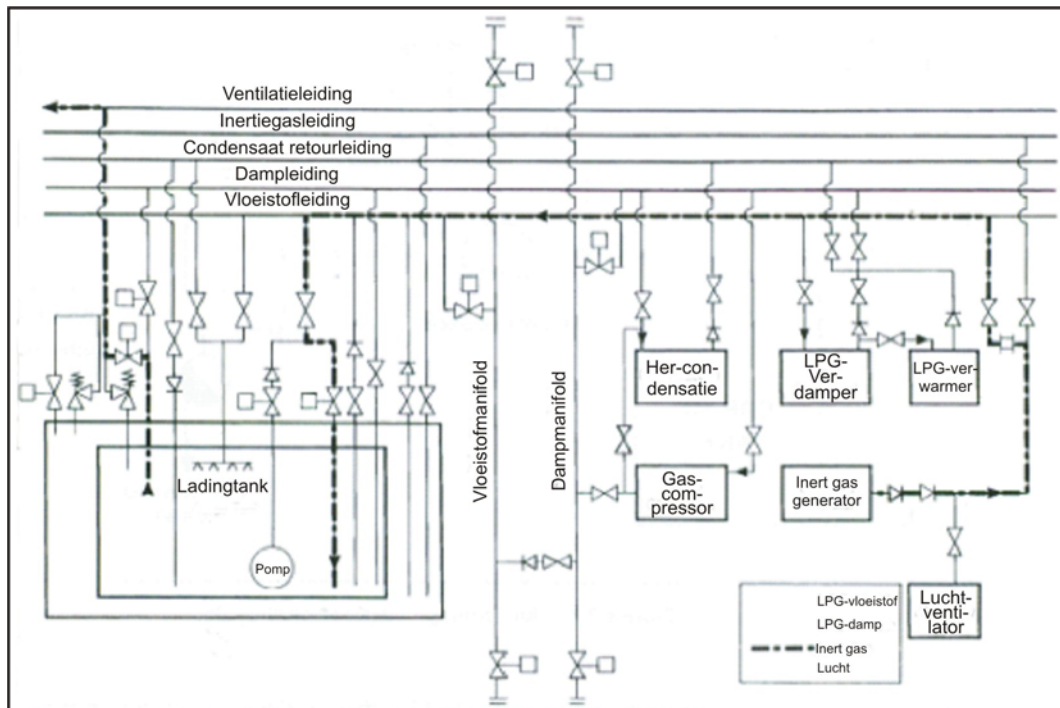 Ventilatieleiding
Inertiegasleiding
Condensaat retourleiding
Dampleiding
Vloeistofleiding
Vloeistofmanifold
Dampmanifold
Her-con-
densatie
LPG-
Ver-
damper
LPG-ver-
warmer
Ladingtank
Pomp
Gas-
com-
pressor
Inert gas
generator
Lucht-
venti-
lator
LPG-vloeistof
LPG-damp
Inert gas
Lucht